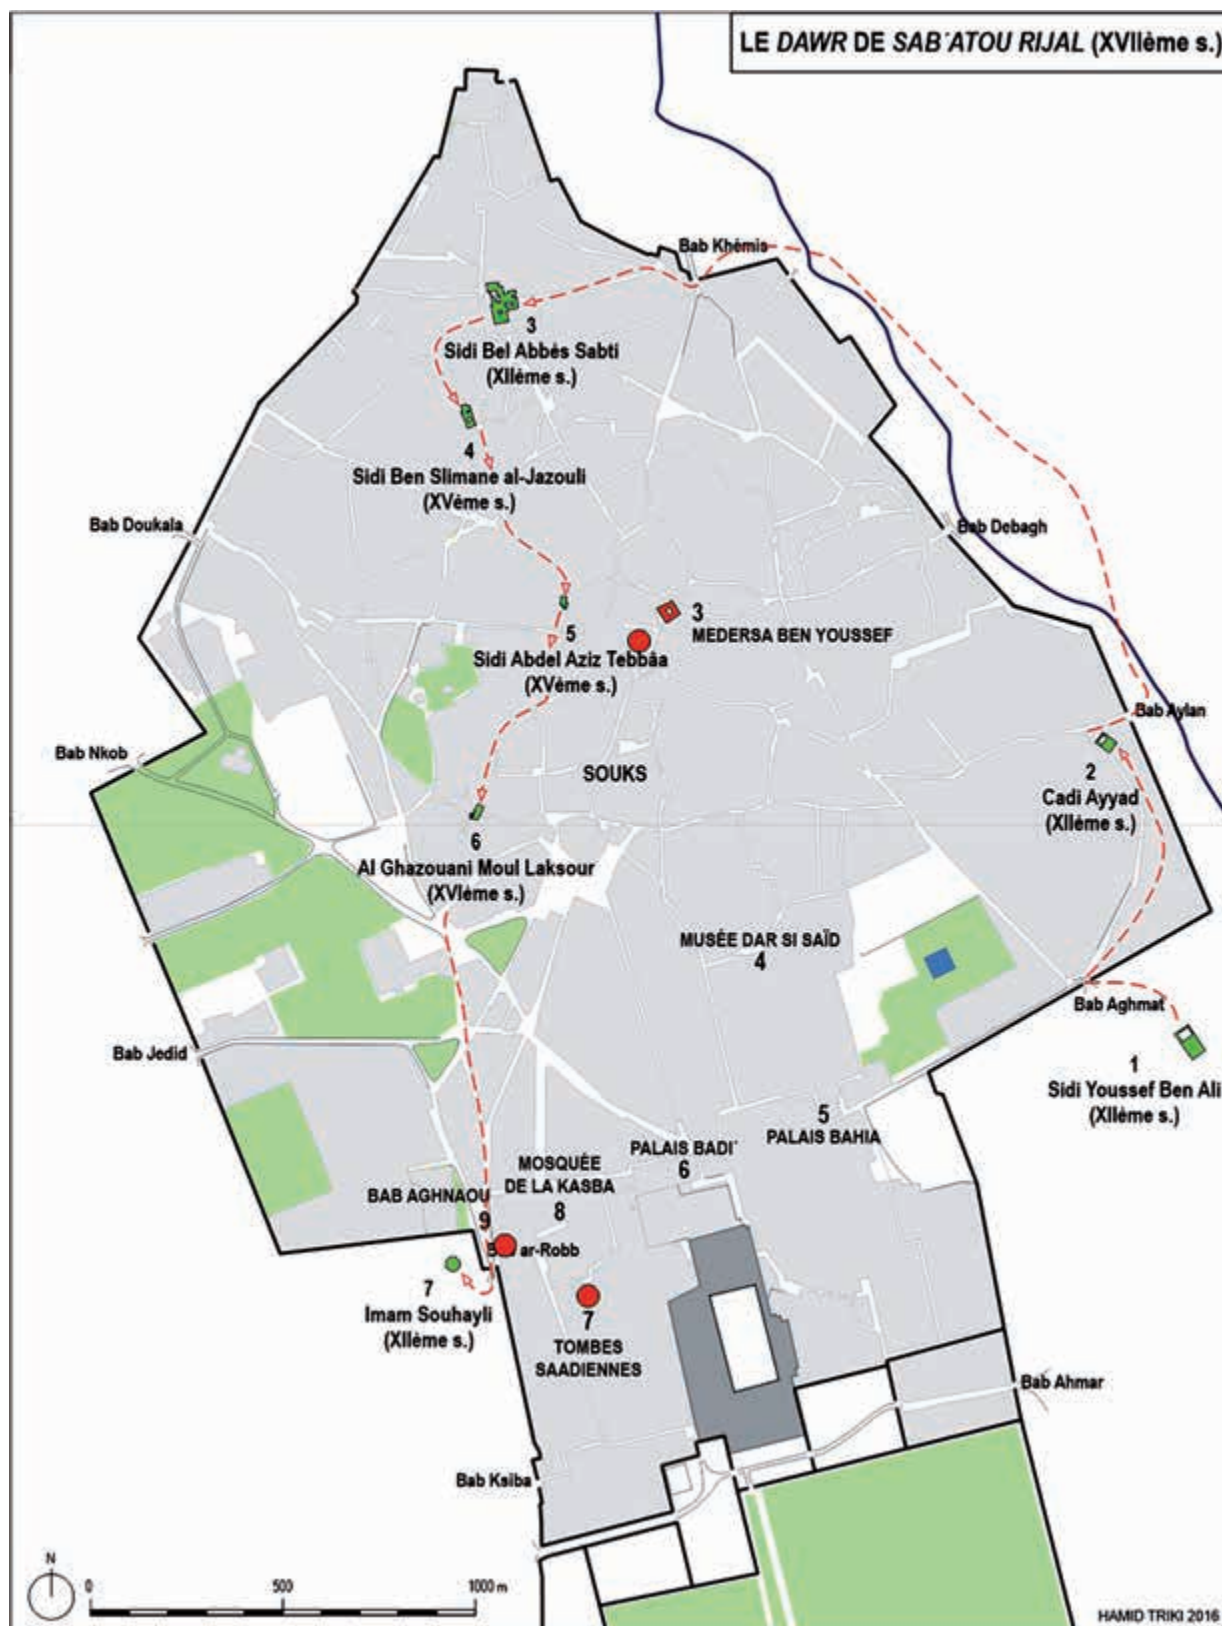 LE DAWR DE SAB´ATOU RIJAL (XVIIème s.)
Bab Khémis
3
Sidi Bel Abbès Sabti
(XIIème s.)
4
Sidi Ben Slimane al-Jazouli
(XVème s.)
Bab Doukala
Bab Debagh
3
MEDERSA BEN YOUSSEF
5
Sidi Abdel Aziz Tebbâa
(XVème s.)
Bab Aylan
Bab Nkob
SOUKS
2
Cadi Ayyad
(XIIème s.)
6
Al Ghazouani Moul Laksour
(XVIème s.)
MUSÉE DAR SI SAÏD
4
Bab Aghmat
Bab Jedid
1
Sidi Youssef Ben Ali
(XIIème s.)
5
PALAIS BAHIA
PALAIS BADI´
6
MOSQUÉE
DE LA KASBA
8
BAB AGHNAOU
9
ar-Robb
7
Imam Souhayli
(XIIème s.)
7
TOMBES
SAADIENNES
Bab Ahmar
Bab Ksiba
N
0 500 1000 m
HAMID TRIKI 2016